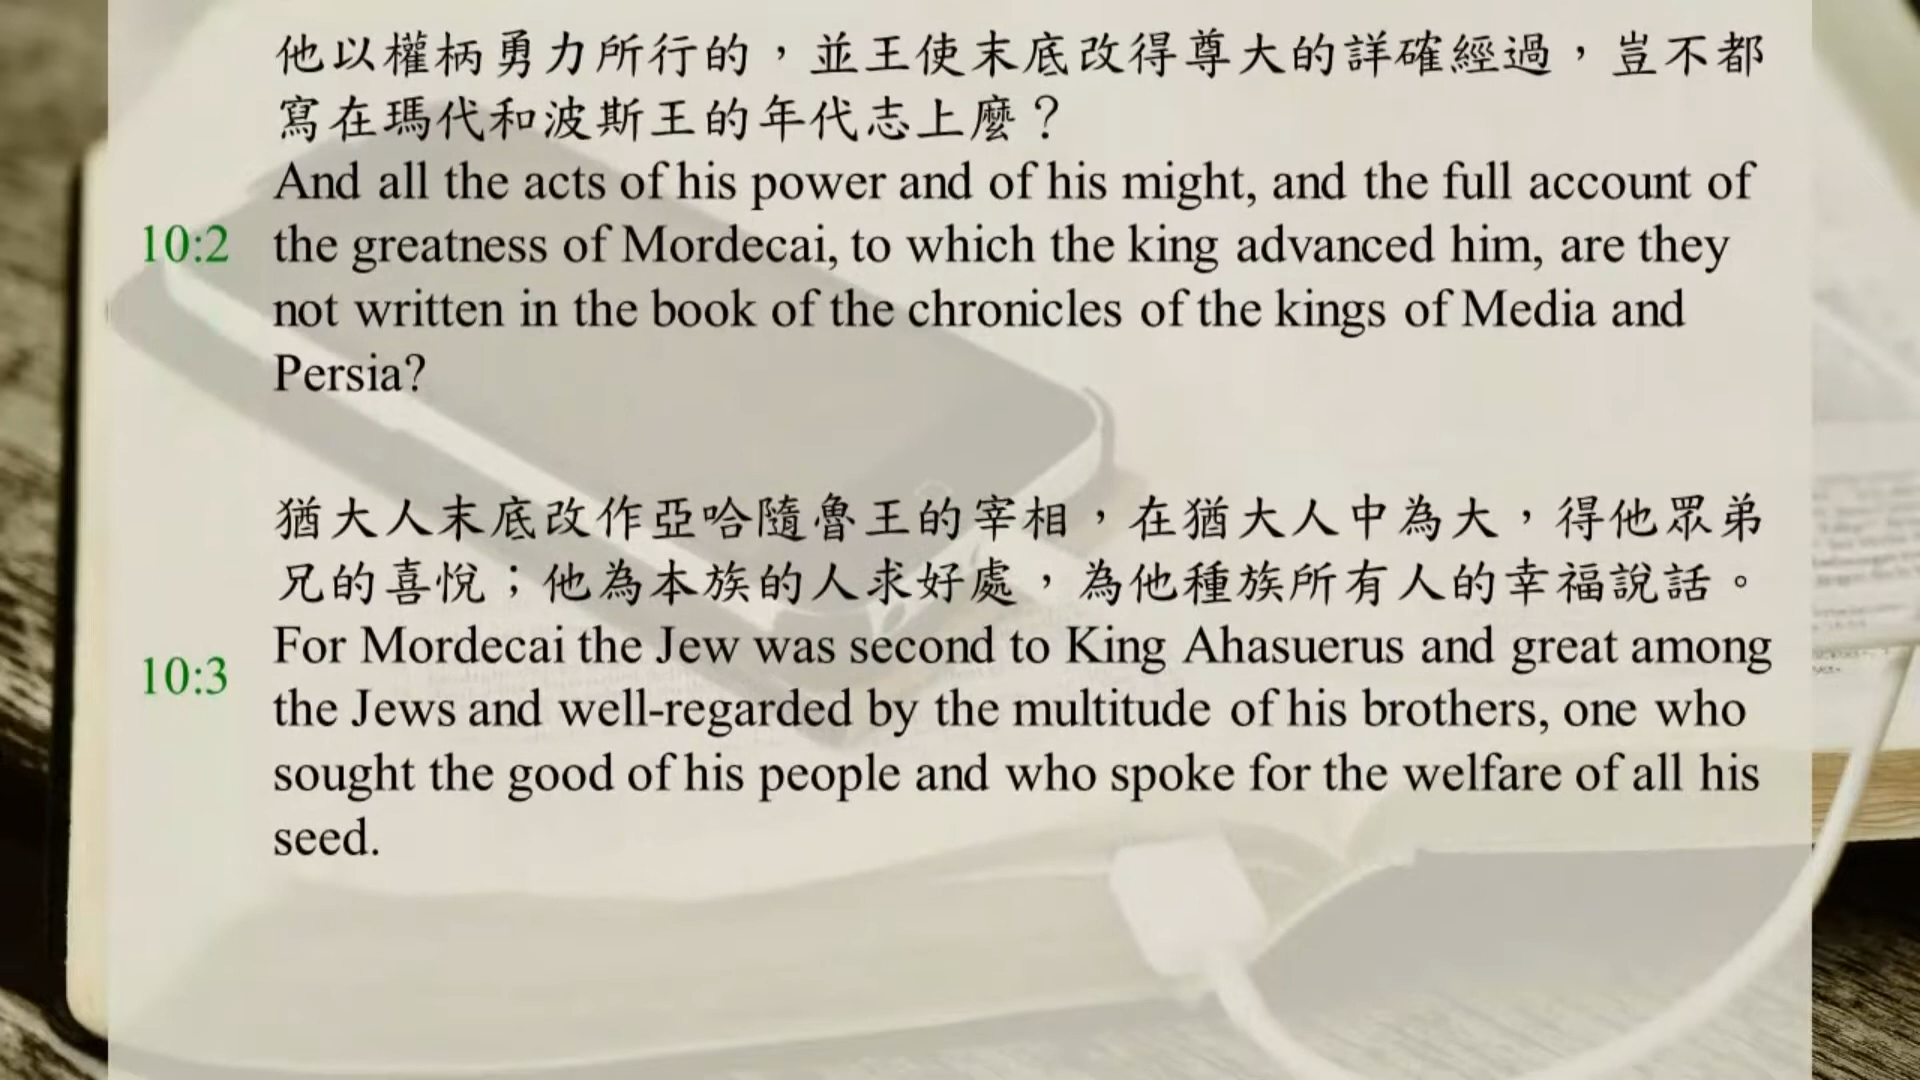 他以權柄勇力所行的，並王使末底改得尊大的詳確經過，豈不都
寫在瑪代和波斯王的年代志上麼？
And all the acts of his power and of his might, and the full account of
10:2 the greatness of Mordecai, to which the king advanced him, are they
not written in the book of the chronicles of the kings of Media and
Persia?
猶大人末底改作亞哈隨魯王的宰相，在猶大人中為大，得他眾弟
兄的喜悅；他為本族的人求好處，為他種族所有人的幸福說話。
For Mordecai the Jew was second to King Ahasuerus and great among
10:3 the Jews and well-regarded by the multitude of his brothers, one who
sought the good of his people and who spoke for the welfare of all his
seed.